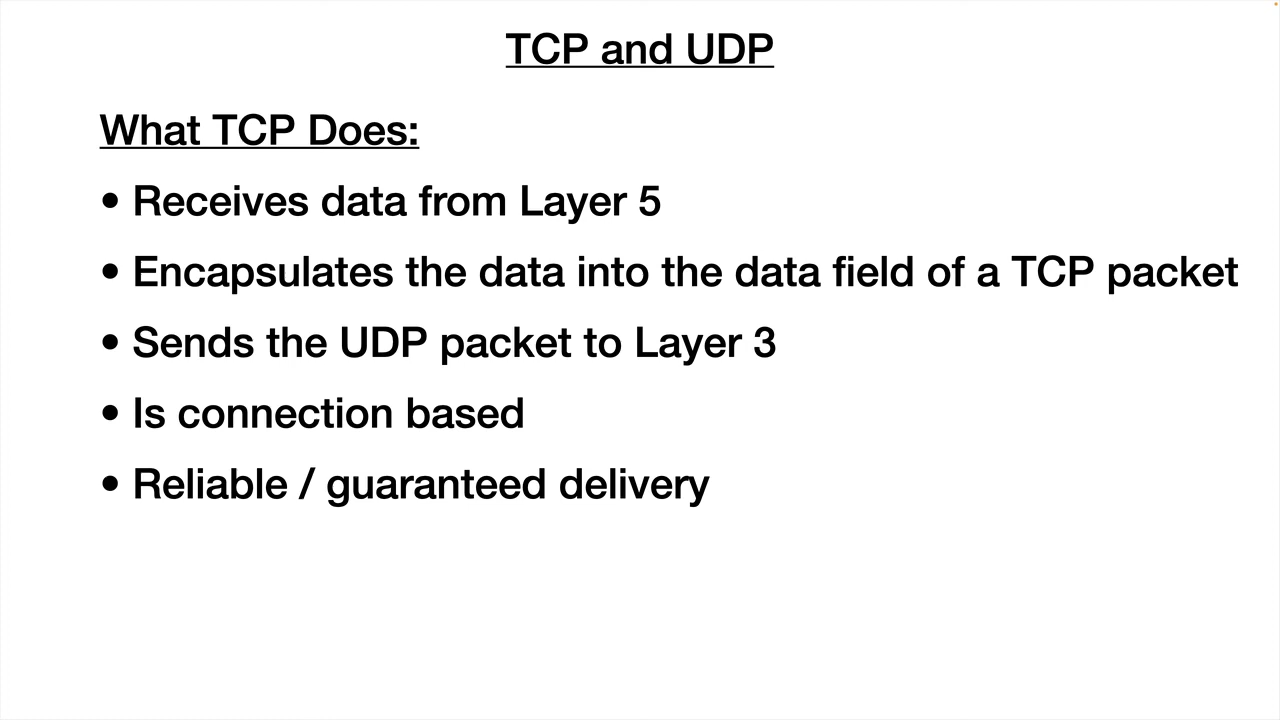 TCP and UDP
What TCP Does:
• Receives data from Layer 5
• Encapsulates the data into the data field of a TCP packet
• Sends the UDP packet to Layer 3
• Is connection based
• Reliable / guaranteed delivery